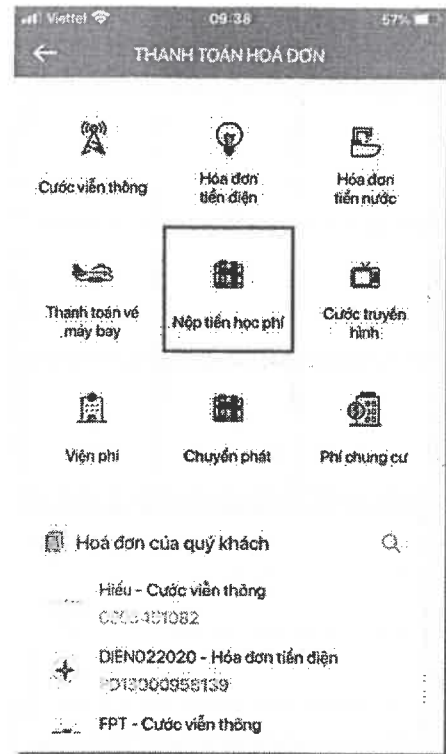 Viettel 09:38 57%
THANH TOÁN HOÁ ĐƠN
Cước viễn thông
Hóa đơn
tiền điện
Hóa đơn
tiền nước
Thanh toán vé
máy bay
Nộp tiền học phí
Cước truyền
hình
Viện phí
Chuyển phát
Phí chung cư
Hoá đơn của quý khách
Hiếu - Cước viễn thông
DIEN022020 - Hóa đơn tiền điện
FPT - Cước viễn thông